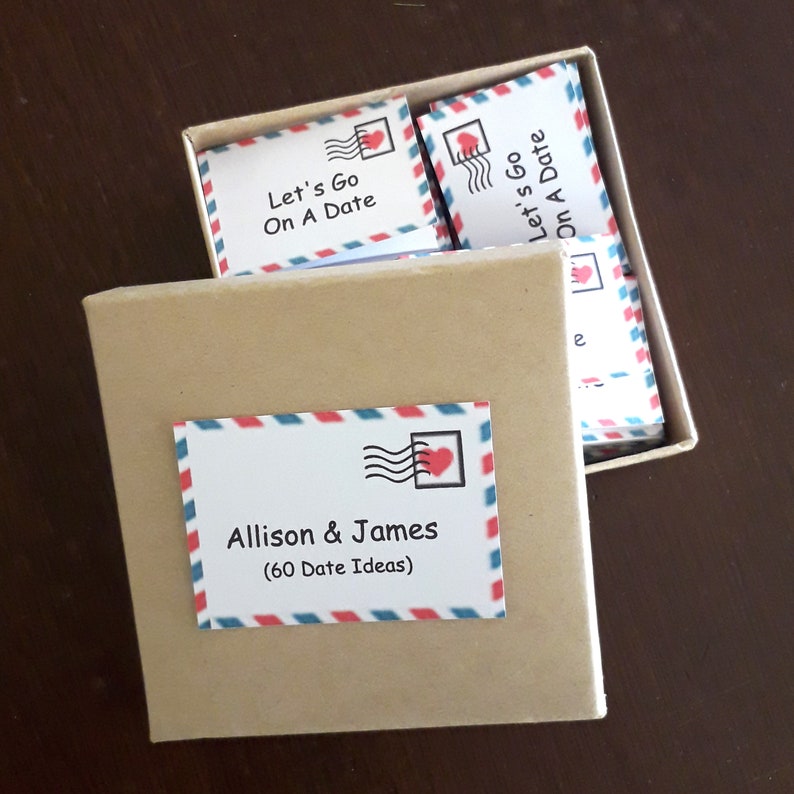 Let's Go
On A Date
Let's Go
On A Date
e
Allison & James
(60 Date Ideas)